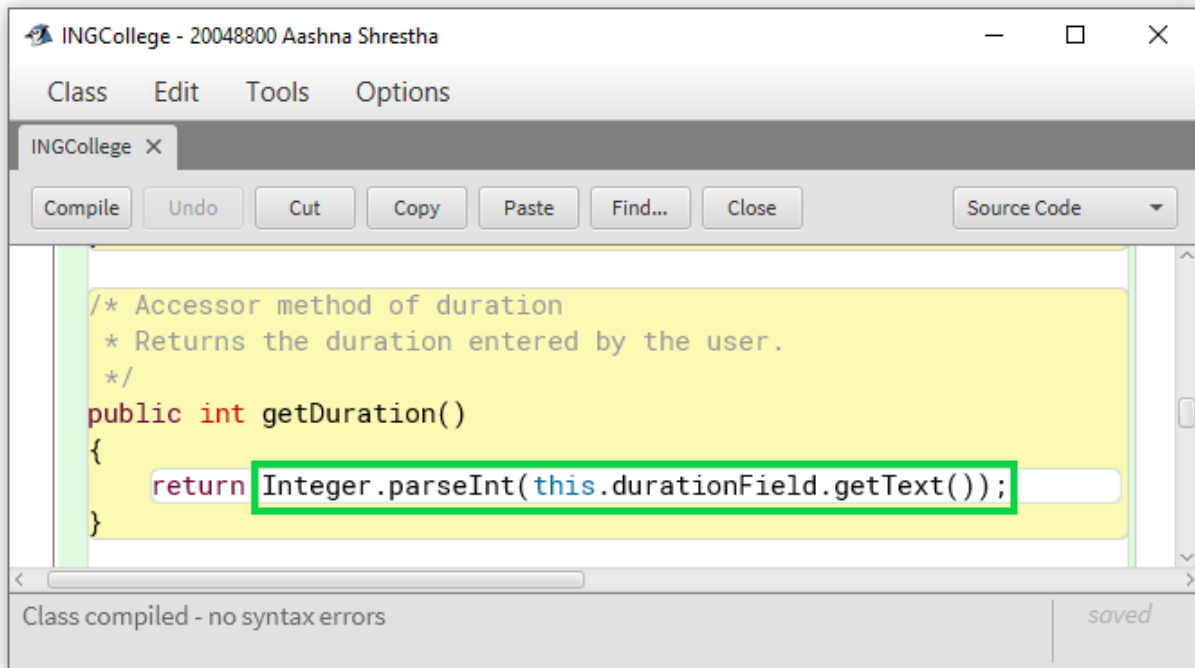 INGCollege - 20048800 Aashna Shrestha
Class Edit Tools Options
INGCollege
Compile Undo Cut Copy Paste Find... Close Source Code
/* Accessor method of duration
* Returns the duration entered by the user.
*/
public int getDuration()
{
return Integer.parseInt(this.durationField.getText());
}
Class compiled - no syntax errors saved